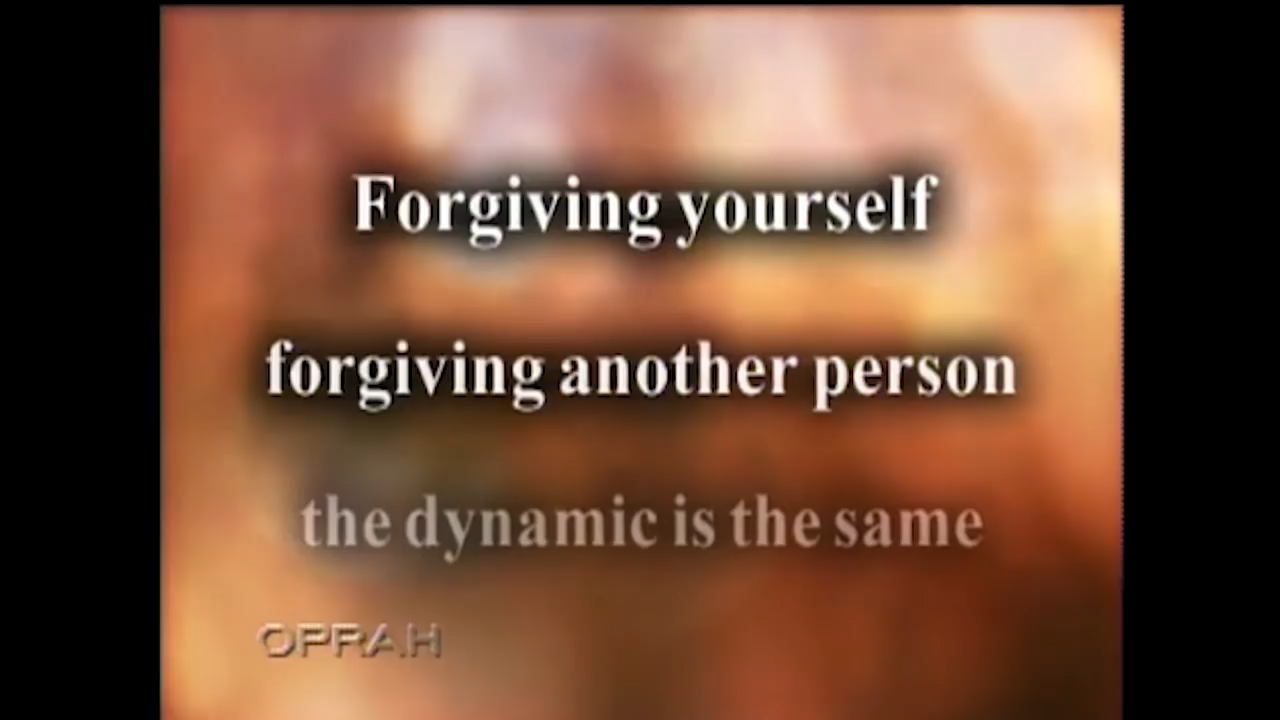 Forgiving yourself
forgiving another person
the dynamic is the same
OPRAH